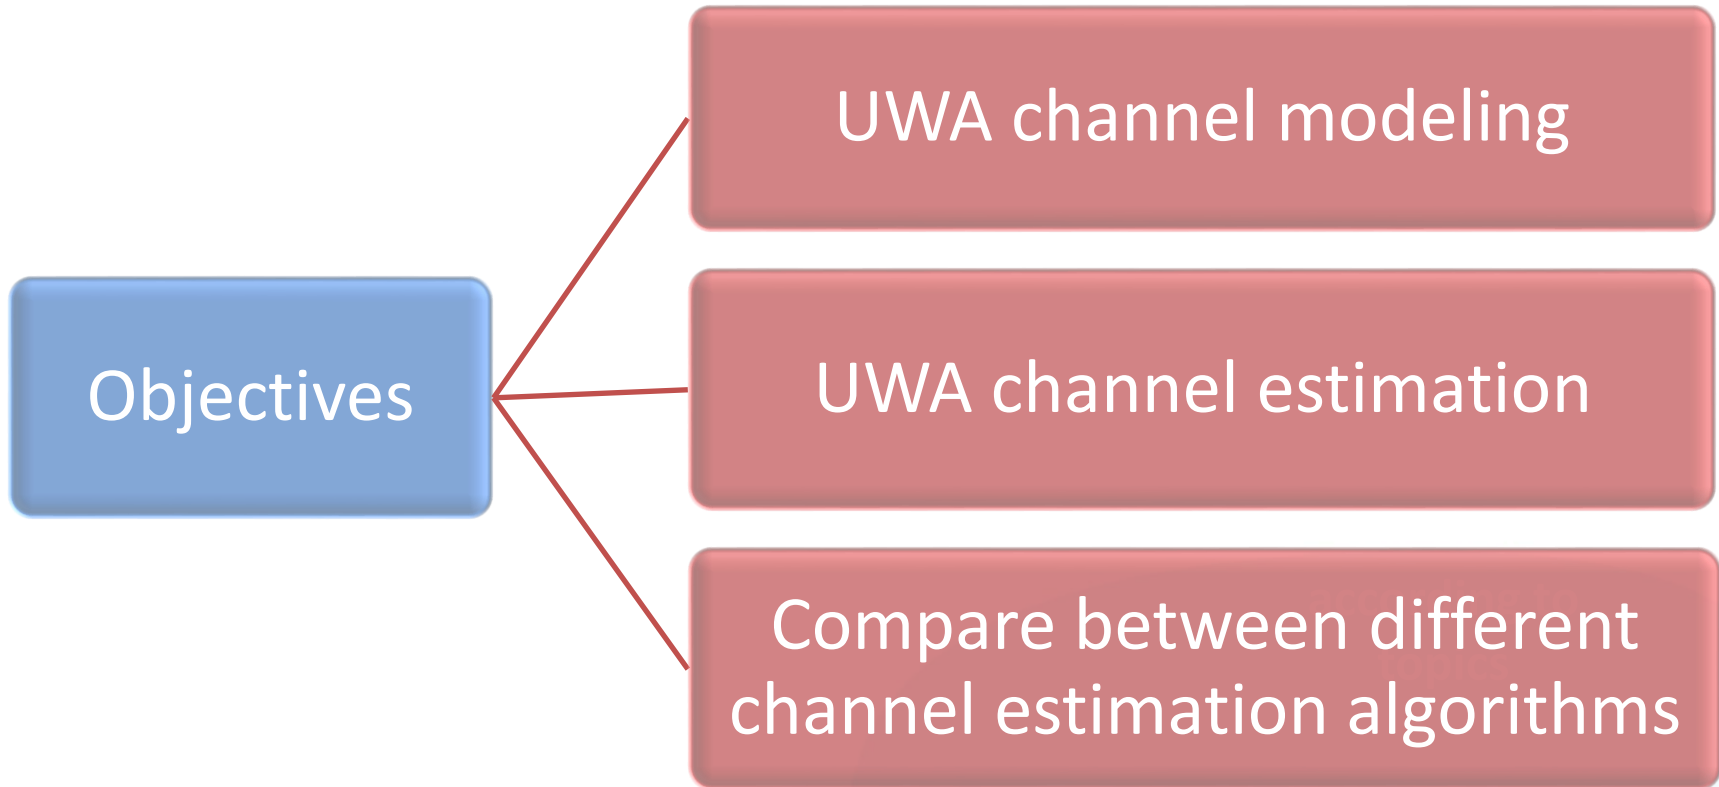 UWA channel modeling
Objectives
UWA channel estimation
Compare between different
channel estimation algorithms